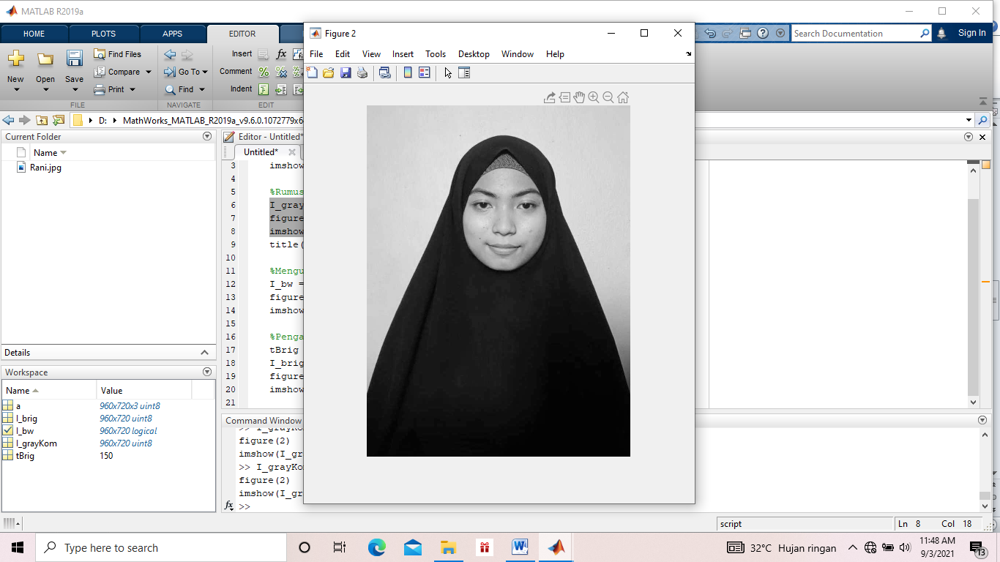 MATLAB R2019a
HOME PLOTS APPS EDITOR
Search Documentation Sign In
New Open Save Find Files Compare Print
Insert Comment Indent Go To Find
FILE NAVIGATE EDIT
D: MathWorks_MATLAB_R2019a_v9.6.0.1072779x6
Current Folder
Name
Rani.jpg
Details
Workspace
Name Value
a 960x720x3 uint8
I_brig 960x720 uint8
I_bw 960x720 logical
I_grayKom 960x720 uint8
tBrig 150
Editor - Untitled*
Untitled*
3 imshow
4
5 %Rumus
6 I_gray
7 figure
8 imshow
9 title(
10
11 %Mengu
12 I_bw =
13 figure
14 imshow
15
16 %Penga
17 tBrig
18 I_brig
19 figure
20 imshow
21
Command Window
>> I_grayKo
figure(2)
imshow(I_gr
>> I_grayKo
figure(2)
imshow(I_gr
fx >>
Figure 2
File Edit View Insert Tools Desktop Window Help
script Ln 8 Col 18
Type here to search
32°C Hujan ringan
11:48 AM
9/3/2021
13